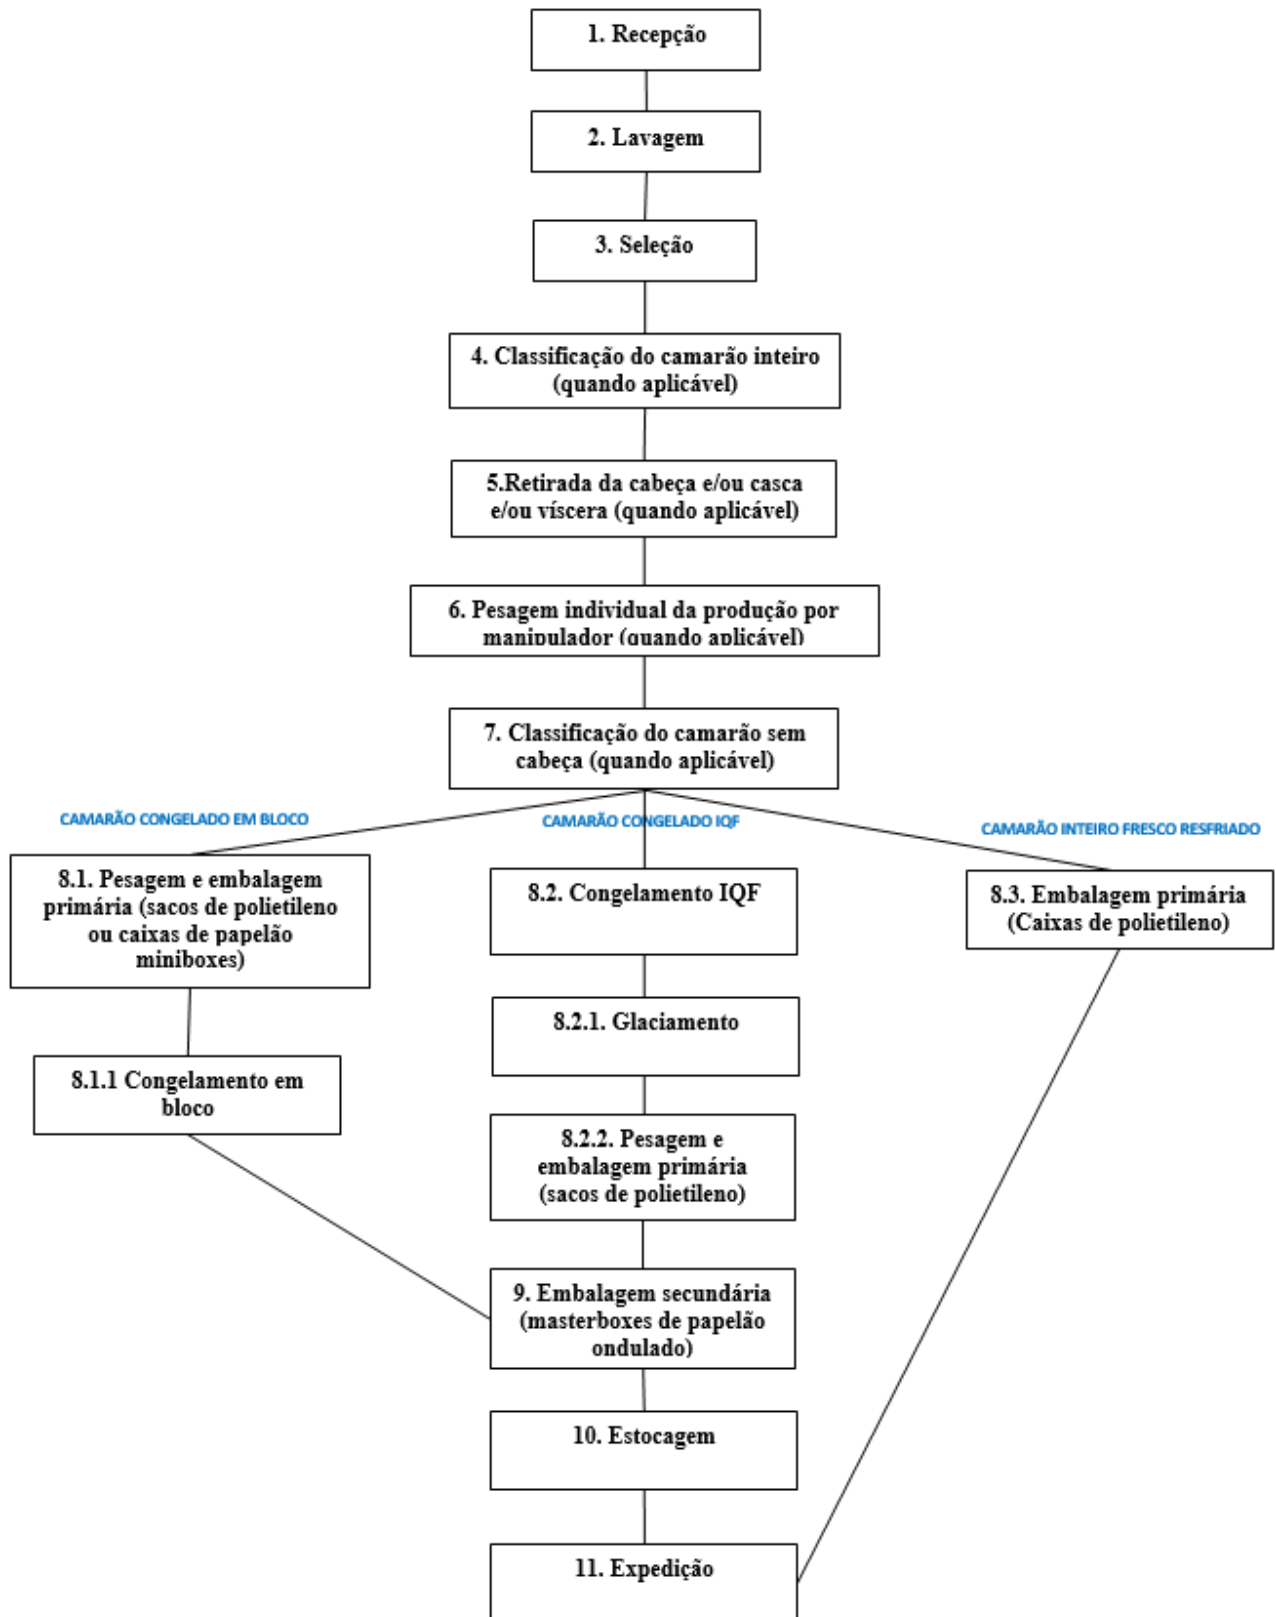 1. Recepção
2. Lavagem
3. Seleção
4. Classificação do camarão inteiro
(quando aplicável)
5.Retirada da cabeça e/ou casca
e/ou víscera (quando aplicável)
6. Pesagem individual da produção por
manipulador (quando aplicável)
7. Classificação do camarão sem
cabeça (quando aplicável)
CAMARÃO CONGELADO EM BLOCO
CAMARÃO CONGELADO IQF
CAMARÃO INTEIRO FRESCO RESFRIADO
8.1. Pesagem e embalagem
primária (sacos de polietileno
ou caixas de papelão
miniboxes)
8.2. Congelamento IQF
8.3. Embalagem primária
(Caixas de polietileno)
8.2.1. Glaciamento
8.1.1 Congelamento em
bloco
8.2.2. Pesagem e
embalagem primária
(sacos de polietileno)
9. Embalagem secundária
(masterboxes de papelão
ondulado)
10. Estocagem
11. Expedição